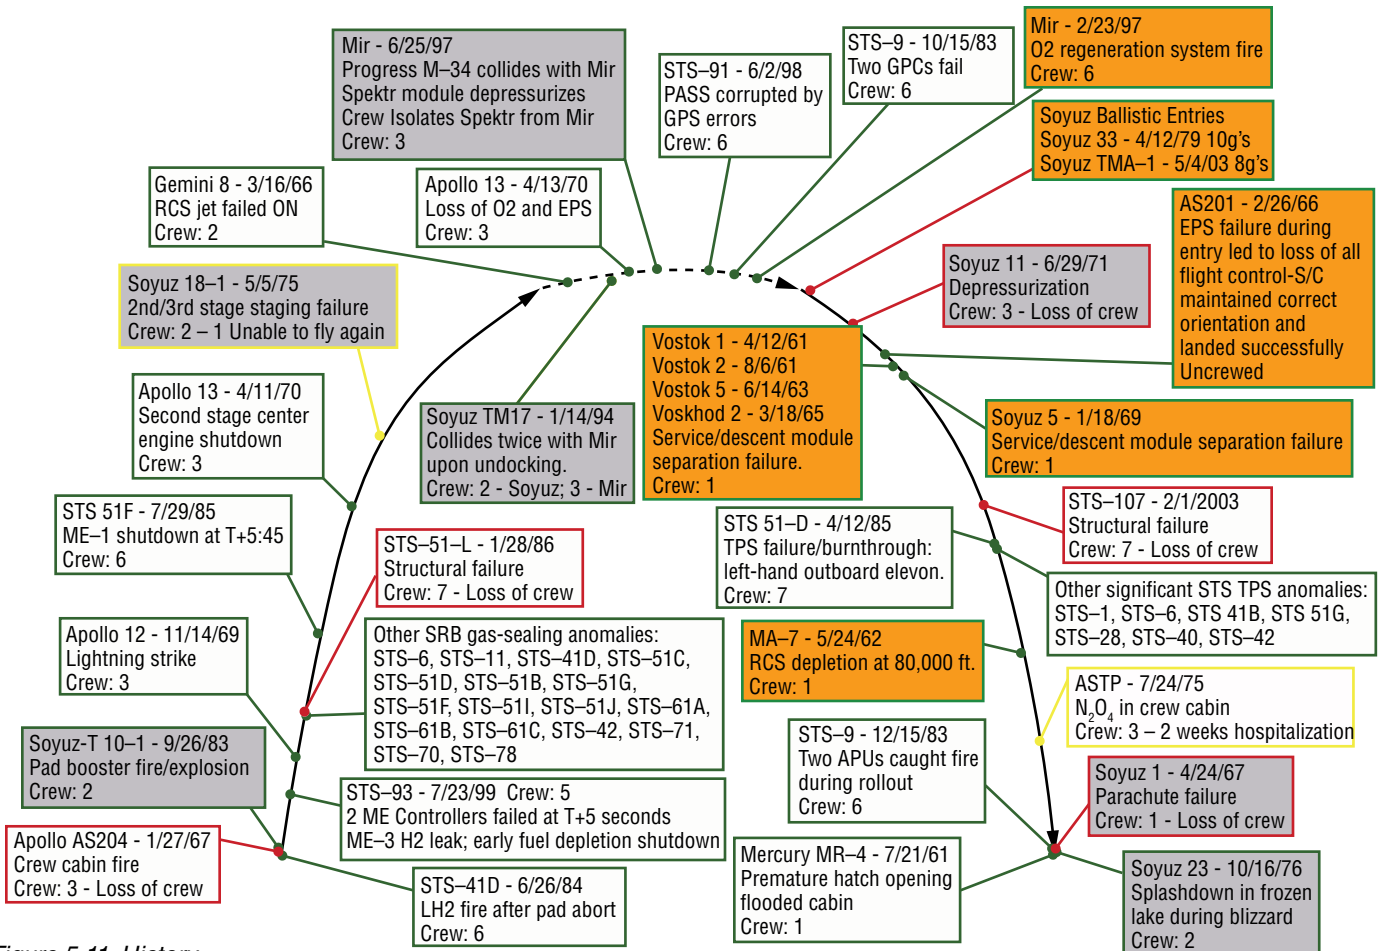 Mir - 6/25/97
Progress M–34 collides with Mir
Spektr module depressurizes
Crew Isolates Spektr from Mir
Crew: 3
STS–91 - 6/2/98
PASS corrupted by
GPS errors
Crew: 6
STS–9 - 10/15/83
Two GPCs fail
Crew: 6
Mir - 2/23/97
O2 regeneration system fire
Crew: 6
Soyuz Ballistic Entries
Soyuz 33 - 4/12/79 10g's
Soyuz TMA–1 - 5/4/03 8g's
Gemini 8 - 3/16/66
RCS jet failed ON
Crew: 2
Apollo 13 - 4/13/70
Loss of O2 and EPS
Crew: 3
AS201 - 2/26/66
EPS failure during
entry led to loss of all
flight control-S/C
maintained correct
orientation and
landed successfully
Uncrewed
Soyuz 18–1 - 5/5/75
2nd/3rd stage staging failure
Crew: 2 – 1 Unable to fly again
Soyuz 11 - 6/29/71
Depressurization
Crew: 3 - Loss of crew
Vostok 1 - 4/12/61
Vostok 2 - 8/6/61
Vostok 5 - 6/14/63
Voskhod 2 - 3/18/65
Service/descent module
separation failure.
Crew: 1
Apollo 13 - 4/11/70
Second stage center
engine shutdown
Crew: 3
Soyuz TM17 - 1/14/94
Collides twice with Mir
upon undocking.
Crew: 2 - Soyuz; 3 - Mir
Soyuz 5 - 1/18/69
Service/descent module separation failure
Crew: 1
STS 51F - 7/29/85
ME–1 shutdown at T+5:45
Crew: 6
STS–51–L - 1/28/86
Structural failure
Crew: 7 - Loss of crew
STS 51–D - 4/12/85
TPS failure/burnthrough:
left-hand outboard elevon.
Crew: 7
STS–107 - 2/1/2003
Structural failure
Crew: 7 - Loss of crew
Other significant STS TPS anomalies:
STS–1, STS–6, STS 41B, STS 51G,
STS–28, STS–40, STS–42
Apollo 12 - 11/14/69
Lightning strike
Crew: 3
Other SRB gas-sealing anomalies:
STS–6, STS–11, STS–41D, STS–51C,
STS–51D, STS–51B, STS–51G,
STS–51F, STS–51I, STS–51J, STS–61A,
STS–61B, STS–61C, STS–42, STS–71,
STS–70, STS–78
MA–7 - 5/24/62
RCS depletion at 80,000 ft.
Crew: 1
ASTP - 7/24/75
N2O4 in crew cabin
Crew: 3 – 2 weeks hospitalization
Soyuz-T 10–1 - 9/26/83
Pad booster fire/explosion
Crew: 2
STS–9 - 12/15/83
Two APUs caught fire
during rollout
Crew: 6
Soyuz 1 - 4/24/67
Parachute failure
Crew: 1 - Loss of crew
STS–93 - 7/23/99 Crew: 5
2 ME Controllers failed at T+5 seconds
ME–3 H2 leak; early fuel depletion shutdown
Apollo AS204 - 1/27/67
Crew cabin fire
Crew: 3 - Loss of crew
Mercury MR–4 - 7/21/61
Premature hatch opening
flooded cabin
Crew: 1
Soyuz 23 - 10/16/76
Splashdown in frozen
lake during blizzard
Crew: 2
STS–41D - 6/26/84
LH2 fire after pad abort
Crew: 6
Figure 5-11. History